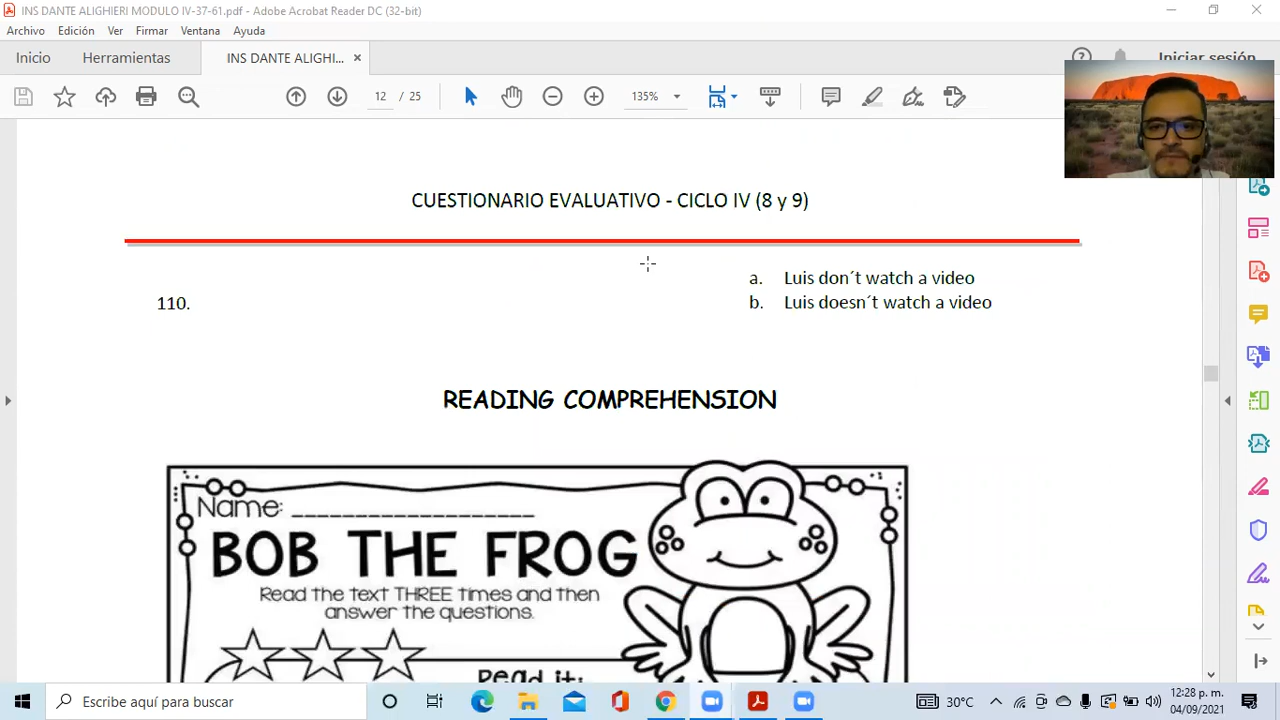 INS DANTE ALIGHIERI MODULO IV-37-61.pdf - Adobe Acrobat Reader DC (32-bit)
Archivo Edición Ver Firmar Ventana Ayuda
Inicio Herramientas INS DANTE ALIGHI... × Iniciar sesión
12 / 25 135%
CUESTIONARIO EVALUATIVO - CICLO IV (8 y 9)
a. Luis don´t watch a video
110.
b. Luis doesn´t watch a video
READING COMPREHENSION
Name: ___________________
BOB THE FROG
Read the text THREE times and then
answer the questions.
Read it:
Escribe aquí para buscar
30°C
12:28 p. m.
04/09/2021